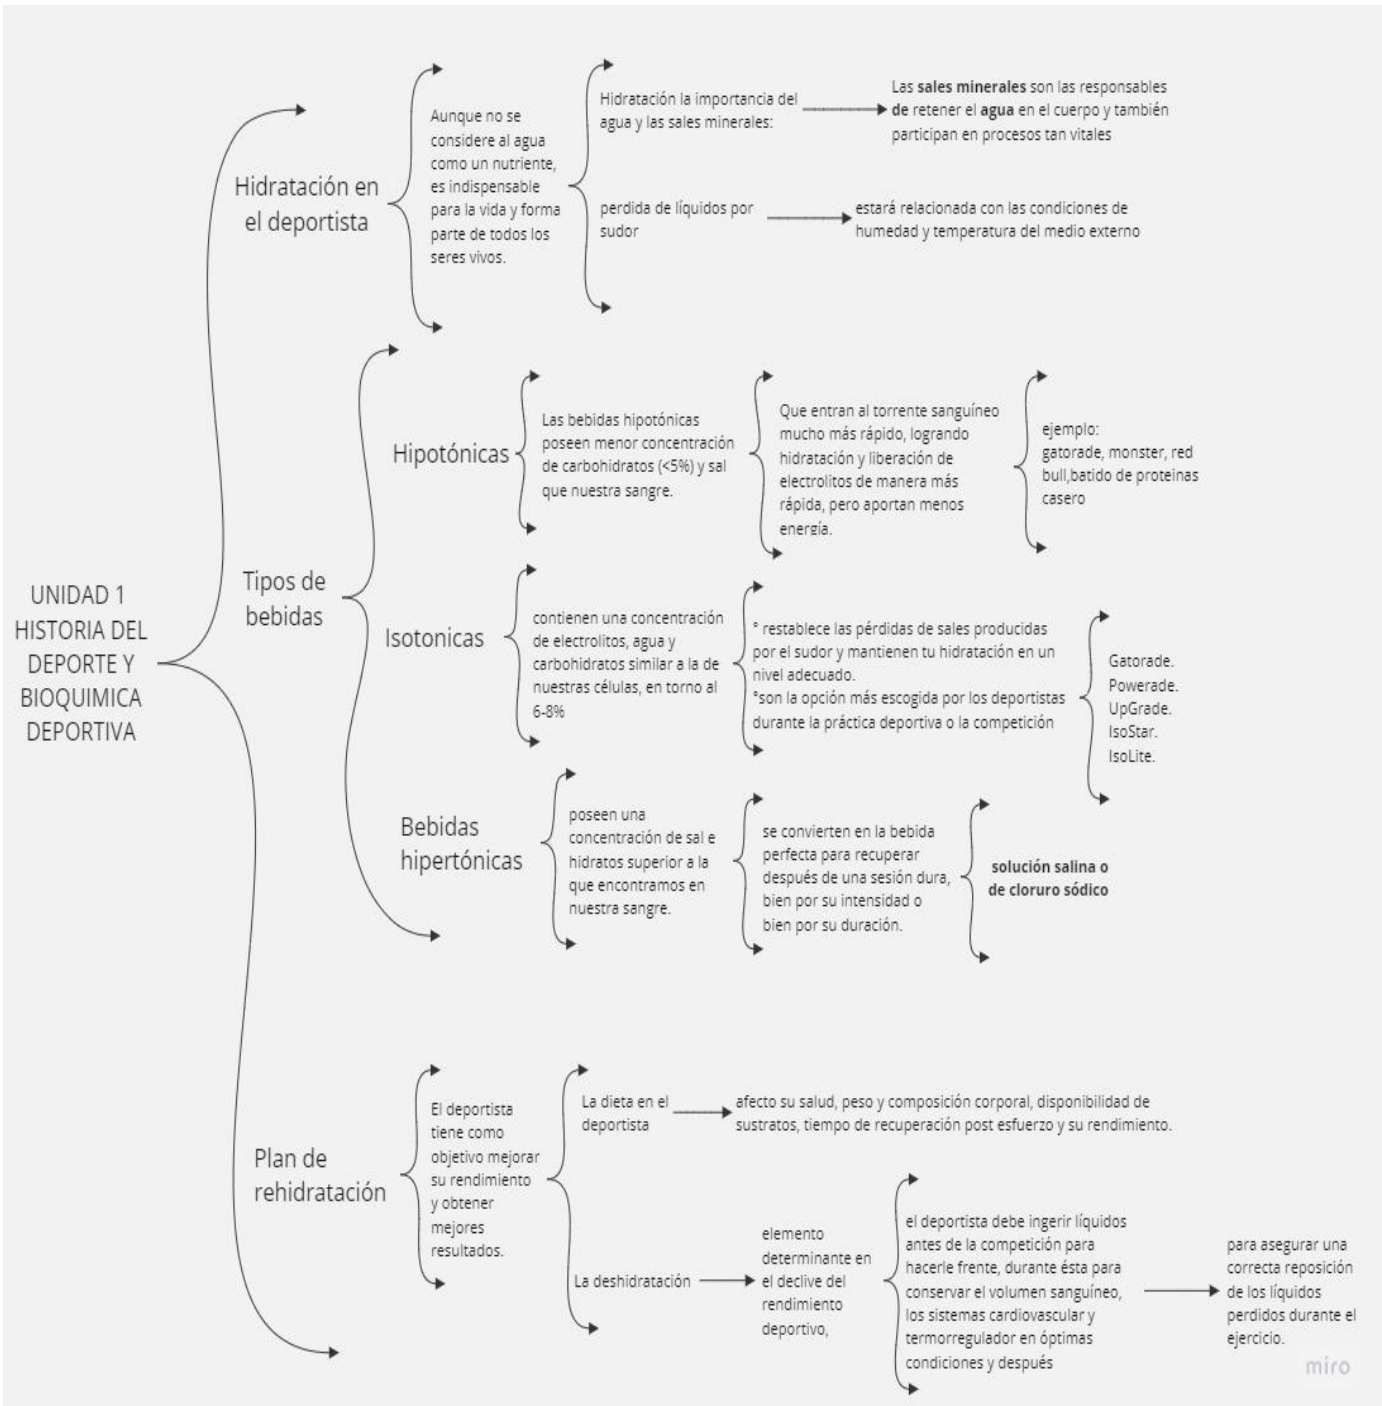 UNIDAD 1
HISTORIA DEL
DEPORTE Y
BIOQUIMICA
DEPORTIVA
Hidratación en
el deportista
Aunque no se
considere al agua
como un nutriente,
es indispensable
para la vida y forma
parte de todos los
seres vivos.
Hidratación la importancia del
agua y las sales minerales:
Las sales minerales son las responsables
de retener el agua en el cuerpo y también
participan en procesos tan vitales
perdida de líquidos por
sudor
estará relacionada con las condiciones de
humedad y temperatura del medio externo
Tipos de
bebidas
Hipotónicas
Las bebidas hipotónicas
poseen menor concentración
de carbohidratos (<5%) y sal
que nuestra sangre.
Que entran al torrente sanguíneo
mucho más rápido, logrando
hidratación y liberación de
electrolitos de manera más
rápida, pero aportan menos
energía.
ejemplo:
gatorade, monster, red
bull,batido de proteinas
casero
Isotonicas
contienen una concentración
de electrolitos, agua y
carbohidratos similar a la de
nuestras células, en torno al
6-8%
° restablece las pérdidas de sales producidas
por el sudor y mantienen tu hidratación en un
nivel adecuado.
°son la opción más escogida por los deportistas
durante la práctica deportiva o la competición
Gatorade.
Powerade.
UpGrade.
IsoStar.
IsoLite.
Bebidas
hipertónicas
poseen una
concentración de sal e
hidratos superior a la
que encontramos en
nuestra sangre.
se convierten en la bebida
perfecta para recuperar
después de una sesión dura,
bien por su intensidad o
bien por su duración.
solución salina o
de cloruro sódico
Plan de
rehidratación
El deportista
tiene como
objetivo mejorar
su rendimiento
y obtener
mejores
resultados.
La dieta en el
deportista
afecto su salud, peso y composición corporal, disponibilidad de
sustratos, tiempo de recuperación post esfuerzo y su rendimiento.
La deshidratación
elemento
determinante en
el declive del
rendimiento
deportivo,
el deportista debe ingerir líquidos
antes de la competición para
hacerle frente, durante ésta para
conservar el volumen sanguíneo,
los sistemas cardiovascular y
termorregulador en óptimas
condiciones y después
para asegurar una
correcta reposición
de los líquidos
perdidos durante el
ejercicio.
miro